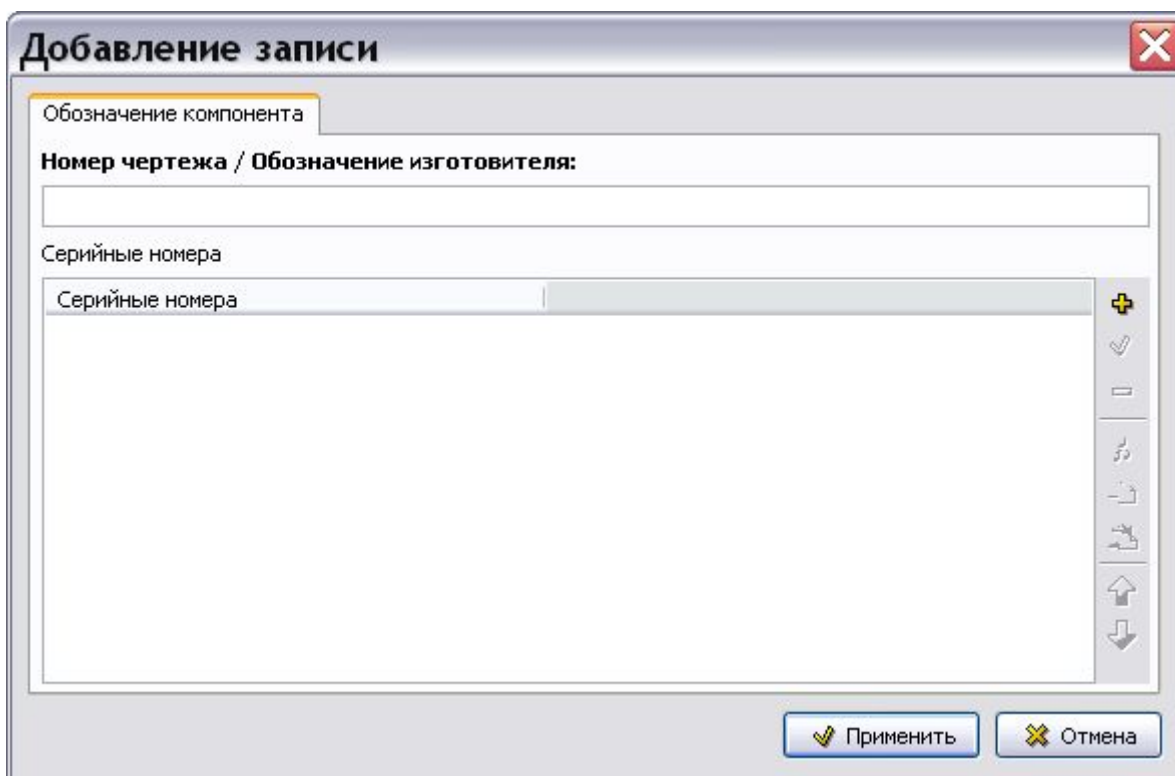 Добавление записи
Обозначение компонента
Номер чертежа / Обозначение изготовителя:
Серийные номера
Серийные номера
Применить
Отмена